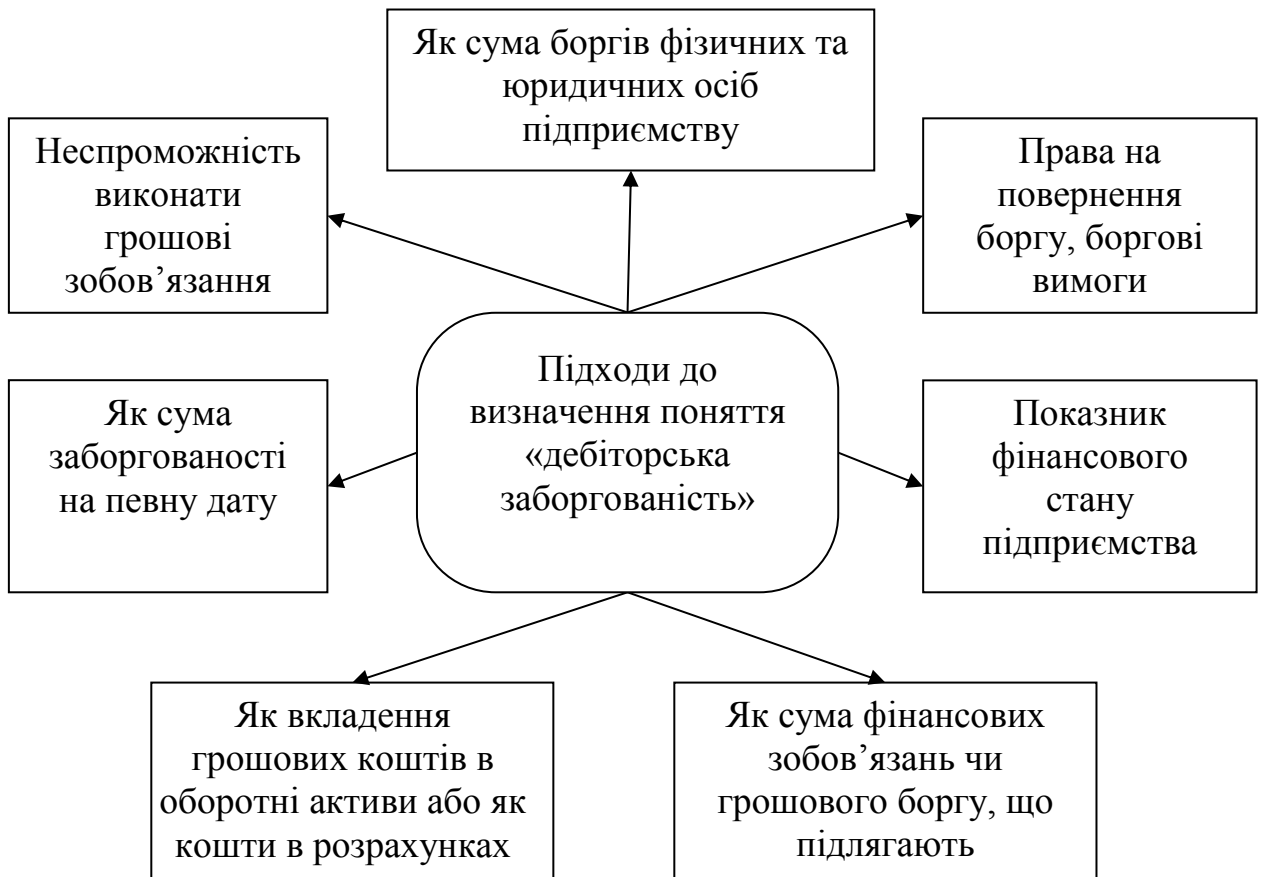 Як сума боргів фізичних та
юридичних осіб
підприємству
Неспроможність
виконати
грошові
зобов’язання
Права на
повернення
боргу, боргові
вимоги
Підходи до
визначення поняття
«дебіторська
заборгованість»
Як сума
заборгованості
на певну дату
Показник
фінансового
стану
підприємства
Як вкладення
грошових коштів в
оборотні активи або як
кошти в розрахунках
Як сума фінансових
зобов’язань чи
грошового боргу, що
підлягають